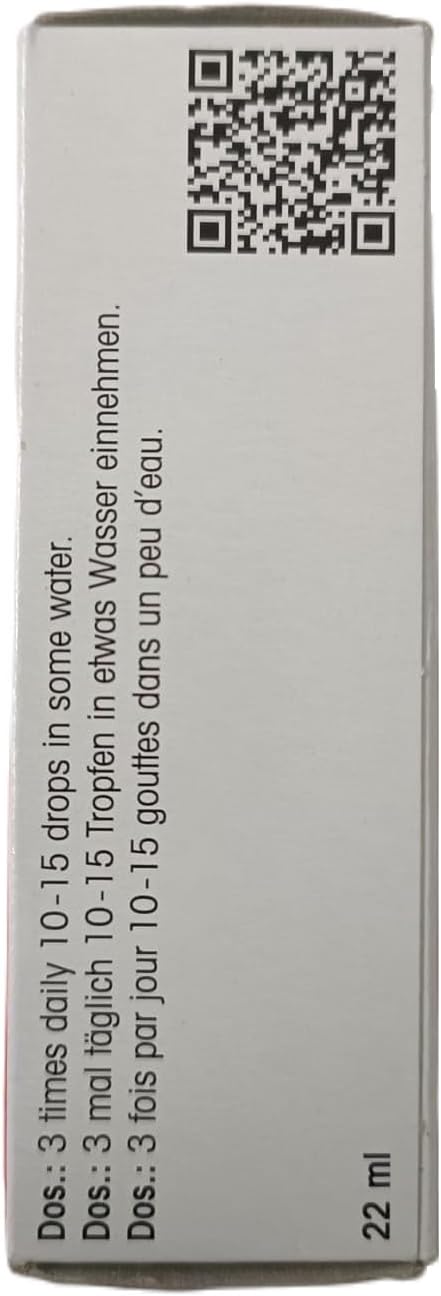 Dos.: 3 times daily 10-15 drops in some water.
Dos.: 3 mal täglich 10-15 Tropfen in etwas Wasser einnehmen.
Dos.: 3 fois par jour 10-15 gouttes dans un peu d'eau.
22 ml